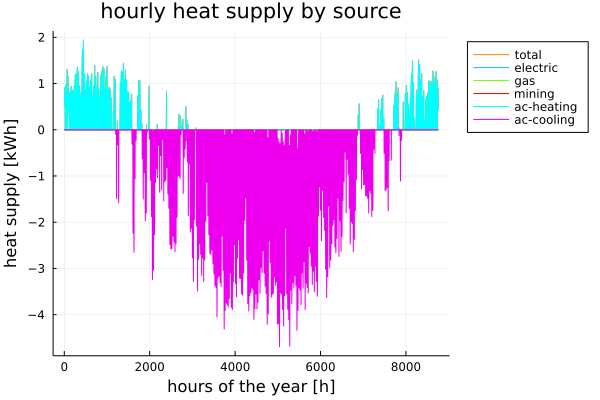 hourly heat supply by source
heat supply [kWh]
2
1
0
−1
−2
−3
−4
0
2000
4000
6000
8000
hours of the year [h]
total
electric
gas
mining
ac-heating
ac-cooling